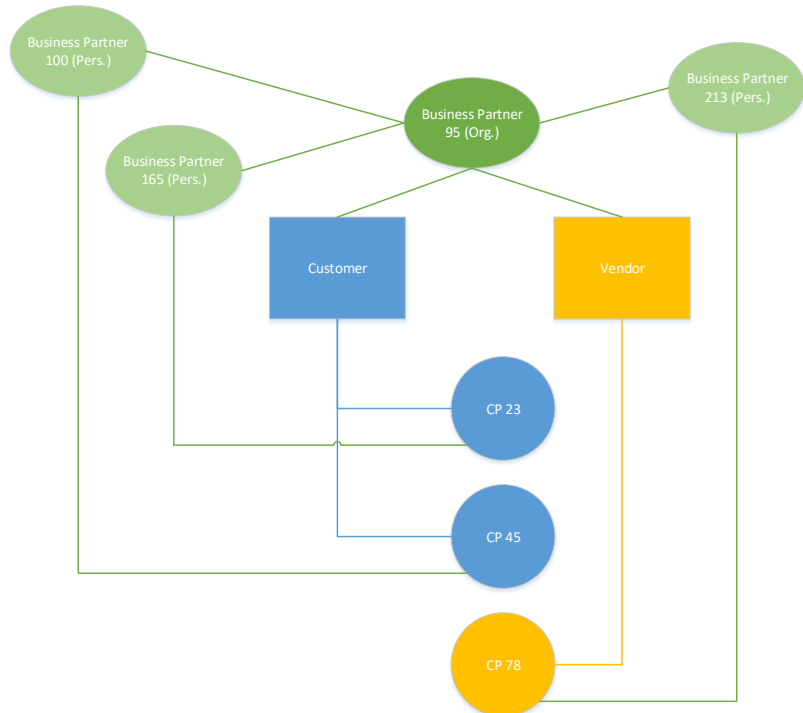 Business Partner
100 (Pers.)
Business Partner
213 (Pers.)
Business Partner
95 (Org.)
Business Partner
165 (Pers.)
Customer
Vendor
CP 23
CP 45
CP 78